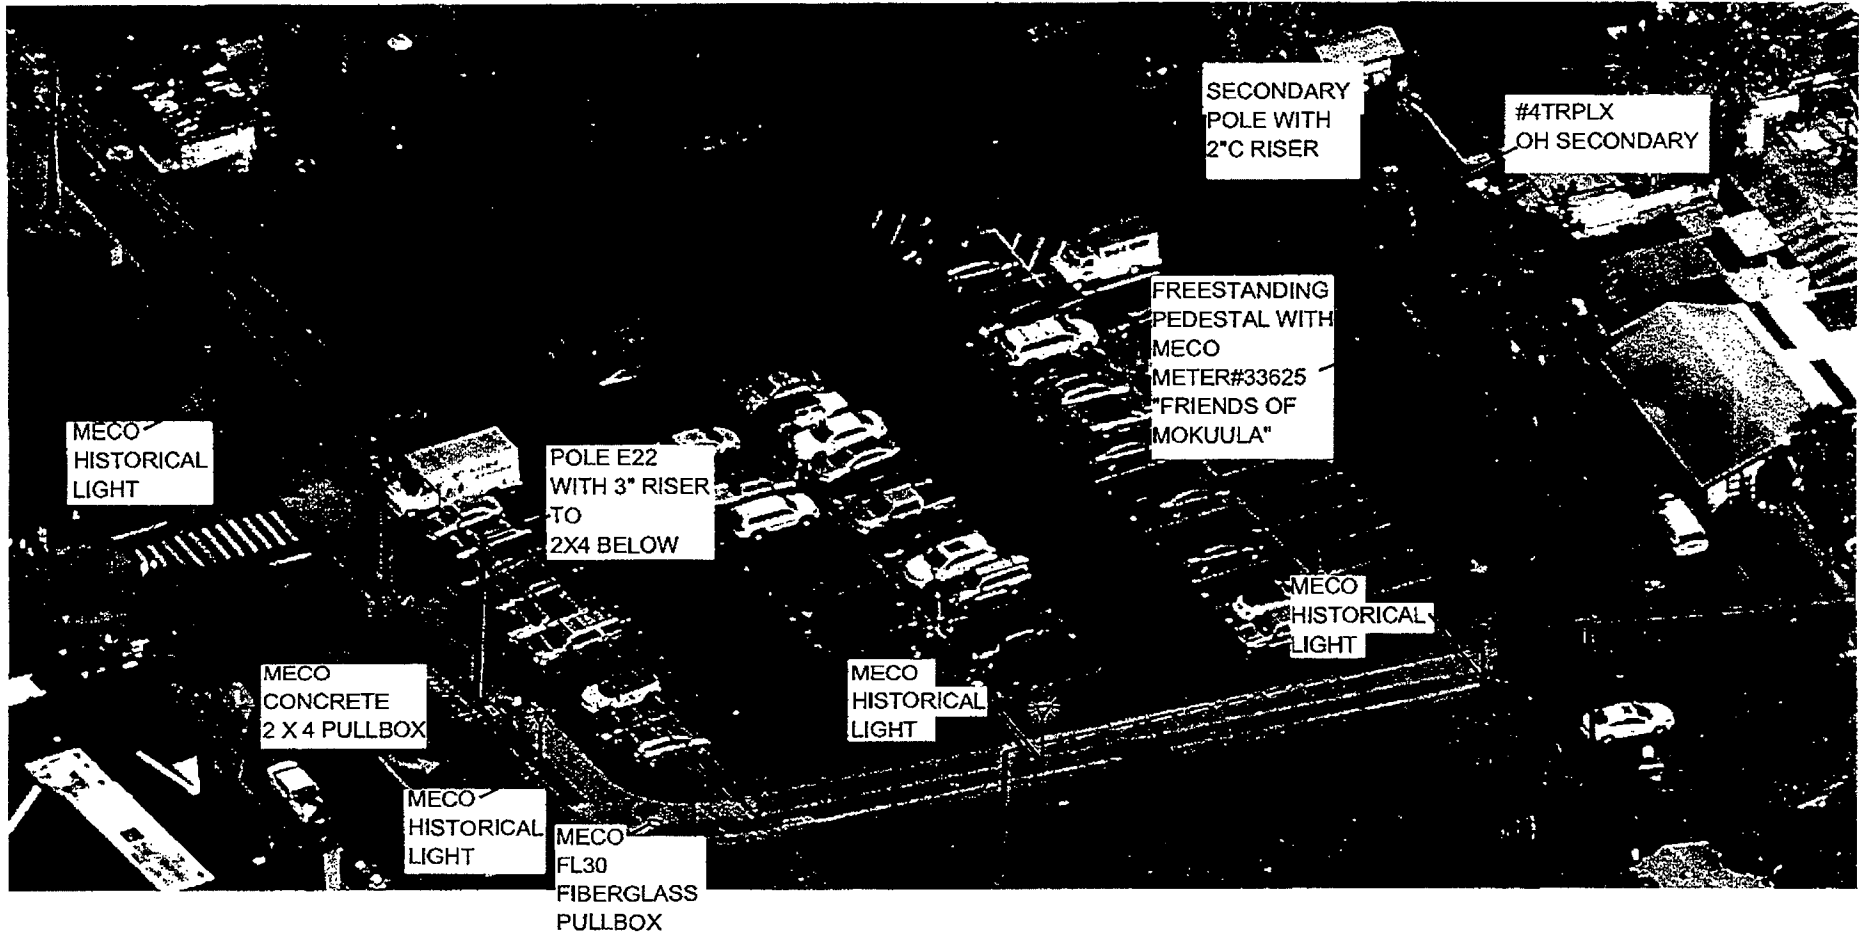 SECONDARY
POLE WITH
2"C RISER
#4TRPLX
OH SECONDARY
FREESTANDING
PEDESTAL WITH
MECO
METER#33625
"FRIENDS OF
MOKUULA"
MECO
HISTORICAL
LIGHT
POLE E22
WITH 3" RISER
TO
2X4 BELOW
MECO
HISTORICAL
LIGHT
MECO
CONCRETE
2 X 4 PULLBOX
MECO
HISTORICAL
LIGHT
MECO
HISTORICAL
LIGHT
MECO
FL30
FIBERGLASS
PULLBOX